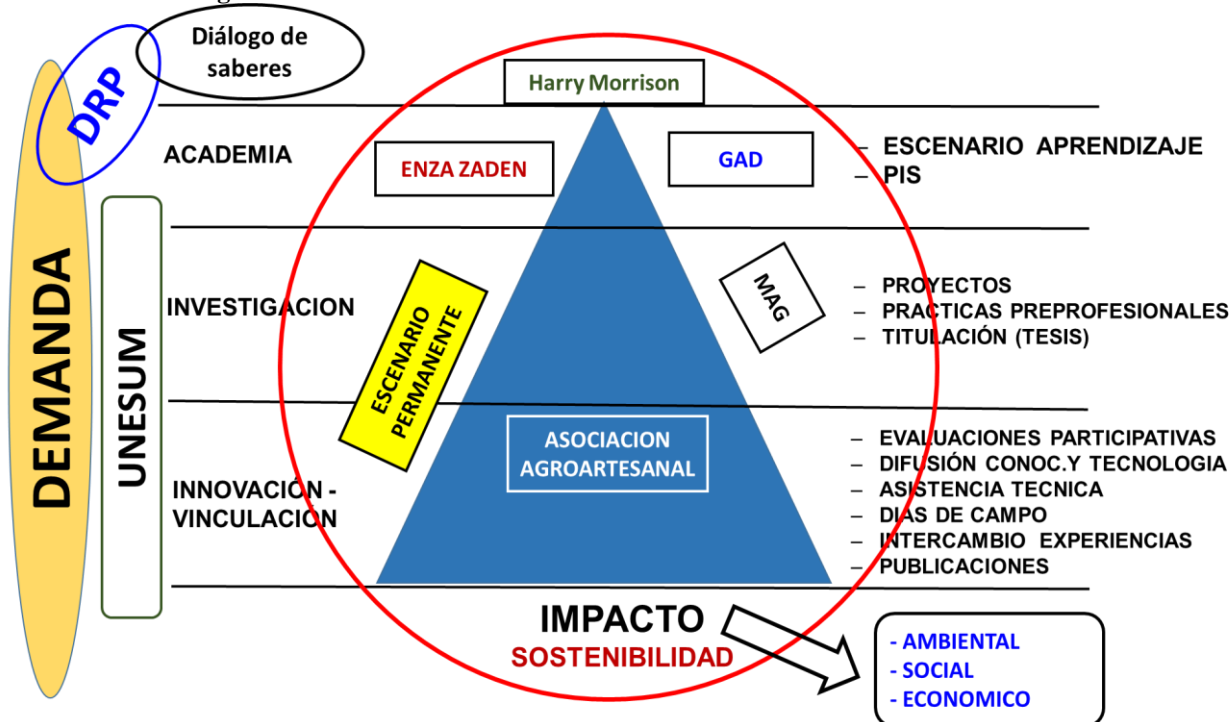 Diálogo de
saberes
DRP
DEMANDA
UNESUM
Harry Morrison
ACADEMIA
ENZA ZADEN
GAD
– ESCENARIO APRENDIZAJE
– PIS
INVESTIGACION
ESCENARIO
PERMANENTE
MAG
– PROYECTOS
– PRACTICAS PREPROFESIONALES
– TITULACIÓN (TESIS)
INNOVACIÓN -
VINCULACION
ASOCIACION
AGROARTESANAL
– EVALUACIONES PARTICIPATIVAS
– DIFUSIÓN CONOC.Y TECNOLOGIA
– ASISTENCIA TECNICA
– DIAS DE CAMPO
– INTERCAMBIO EXPERIENCIAS
– PUBLICACIONES
IMPACTO
SOSTENIBILIDAD
- AMBIENTAL
- SOCIAL
- ECONOMICO